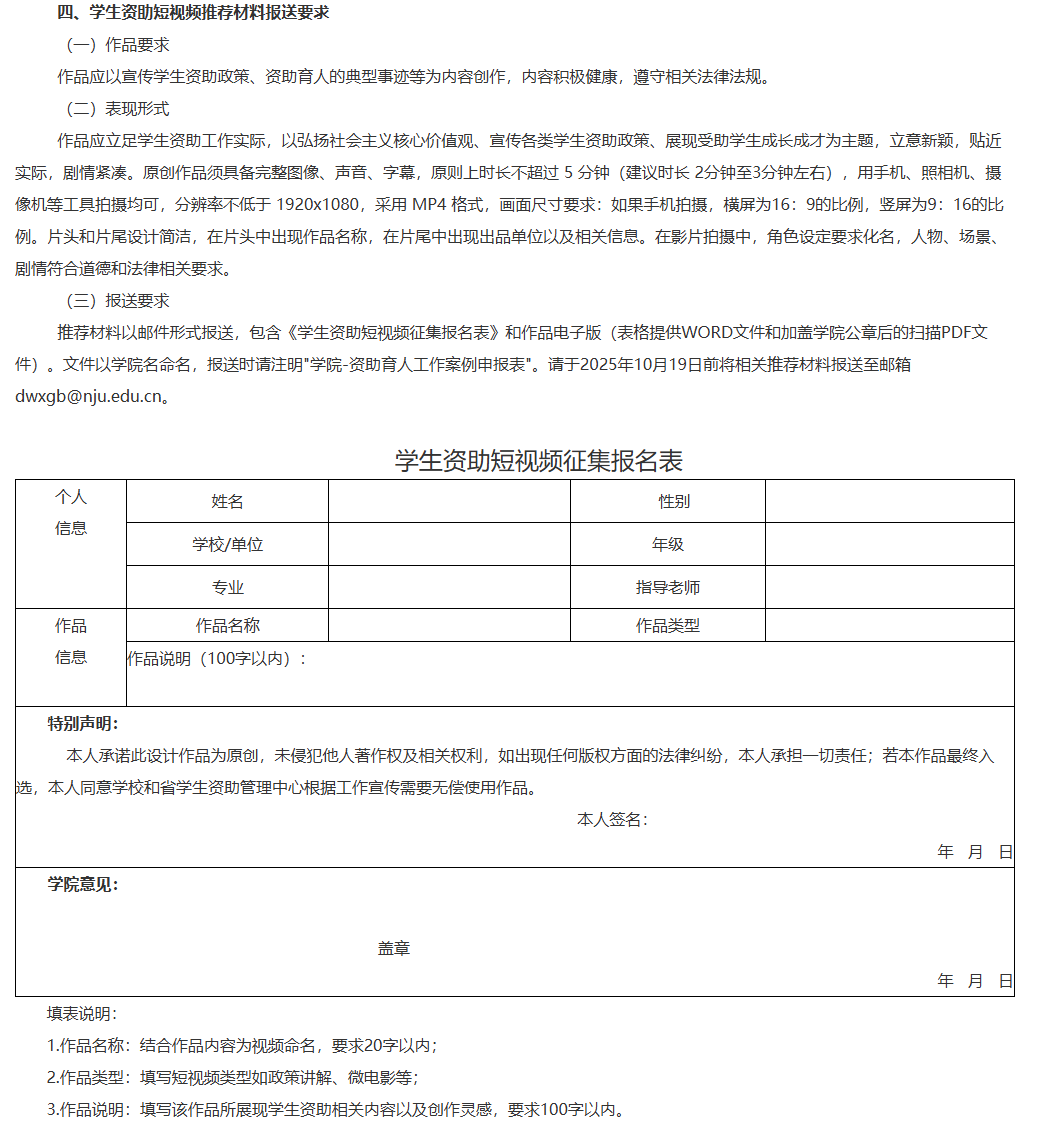 四、学生资助短视频推荐材料报送要求
（一）作品要求
作品应以宣传学生资助政策、资助育人的典型事迹等为内容创作，内容积极健康，遵守相关法律法规。
（二）表现形式
作品应立足学生资助工作实际，以弘扬社会主义核心价值观、宣传各类学生资助政策、展现受助学生成长成才为主题，立意新颖，贴近
实际，剧情紧凑。原创作品须具备完整图像、声音、字幕，原则上时长不超过 5 分钟（建议时长 2分钟至3分钟左右），用手机、照相机、摄
像机等工具拍摄均可，分辨率不低于 1920x1080，采用 MP4 格式，画面尺寸要求：如果手机拍摄，横屏为16：9的比例，竖屏为9：16的比
例。片头和片尾设计简洁，在片头中出现作品名称，在片尾中出现出品单位以及相关信息。在影片拍摄中，角色设定要求化名，人物、场景、
剧情符合道德和法律相关要求。
（三）报送要求
推荐材料以邮件形式报送，包含《学生资助短视频征集报名表》和作品电子版（表格提供WORD文件和加盖学院公章后的扫描PDF文
件）。文件以学院名命名，报送时请注明"学院-资助育人工作案例申报表"。请于2025年10月19日前将相关推荐材料报送至邮箱
dwxgb@nju.edu.cn。
学生资助短视频征集报名表
个人
信息
姓名
性别
学校/单位
年级
专业
指导老师
作品
信息
作品名称
作品类型
作品说明（100字以内）：
特别声明：
本人承诺此设计作品为原创，未侵犯他人著作权及相关权利，如出现任何版权方面的法律纠纷，本人承担一切责任；若本作品最终入
选，本人同意学校和省学生资助管理中心根据工作宣传需要无偿使用作品。
本人签名：
年 月 日
学院意见：
盖章
年 月 日
填表说明：
1.作品名称：结合作品内容为视频命名，要求20字以内；
2.作品类型：填写短视频类型如政策讲解、微电影等；
3.作品说明：填写该作品所展现学生资助相关内容以及创作灵感，要求100字以内。